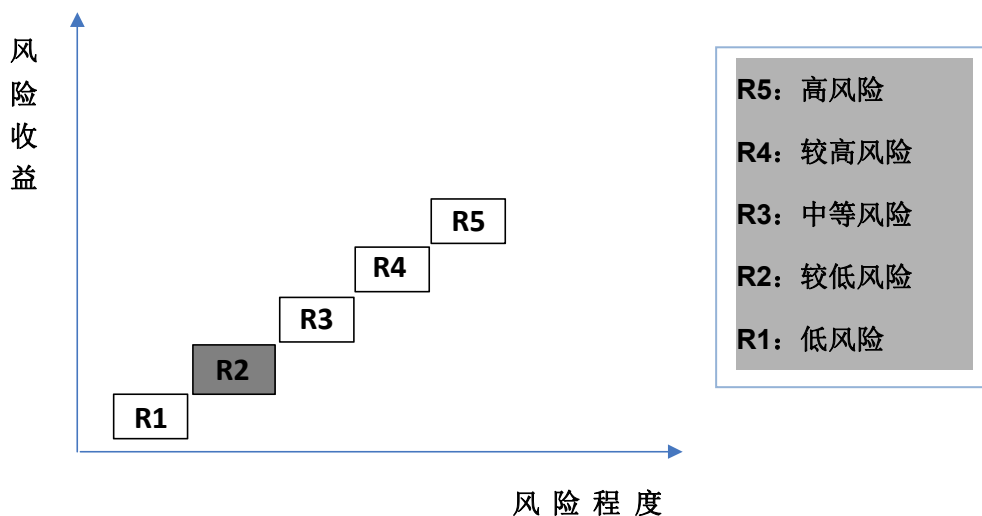 风
险
收
益
R5
R4
R3
R2
R1
风 险 程 度
R5：高风险
R4：较高风险
R3：中等风险
R2：较低风险
R1：低风险